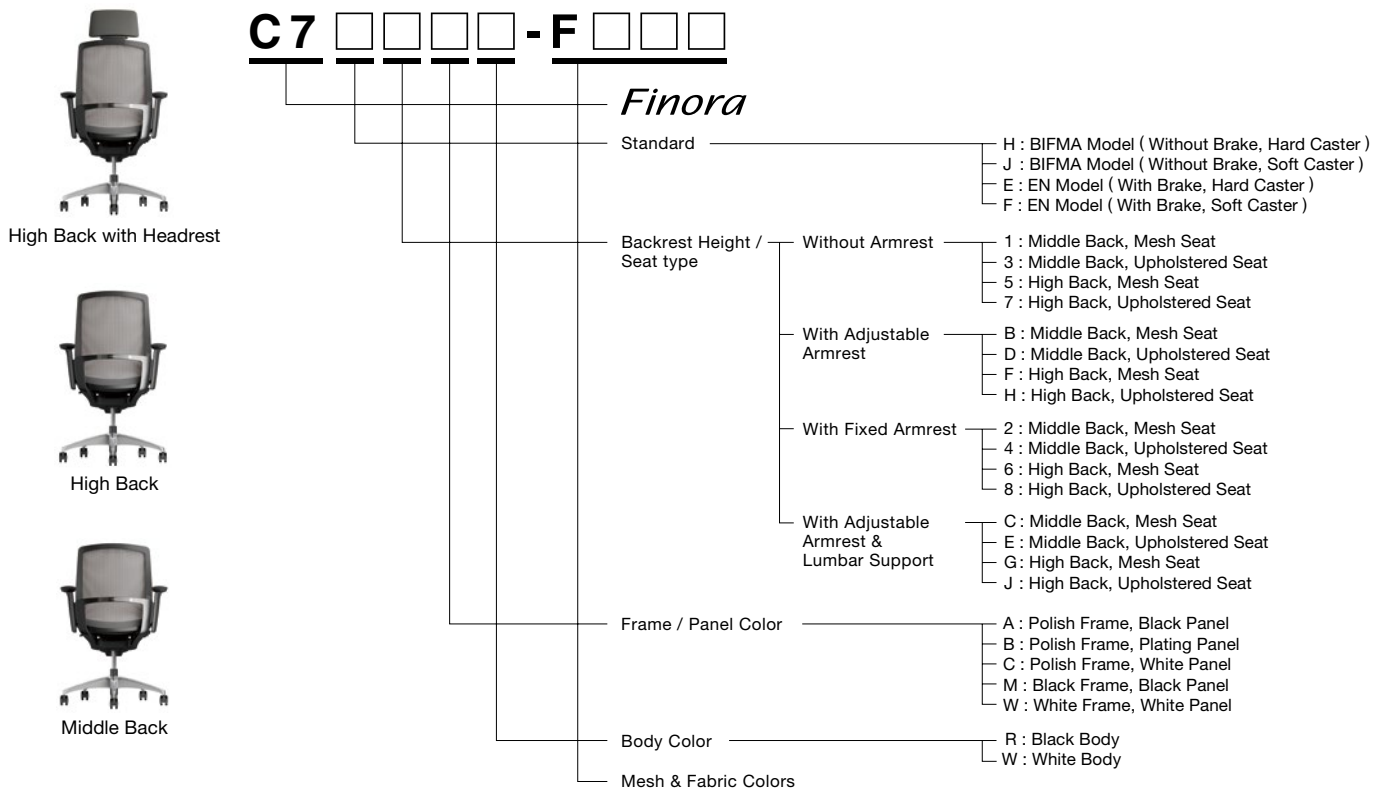 C7 □□□□-F□□□
Finora
Standard
H : BIFMA Model ( Without Brake, Hard Caster )
J : BIFMA Model ( Without Brake, Soft Caster )
E : EN Model ( With Brake, Hard Caster )
F : EN Model ( With Brake, Soft Caster )
High Back with Headrest
Backrest Height /
Seat type
Without Armrest
1 : Middle Back, Mesh Seat
3 : Middle Back, Upholstered Seat
5 : High Back, Mesh Seat
7 : High Back, Upholstered Seat
With Adjustable
Armrest
B : Middle Back, Mesh Seat
D : Middle Back, Upholstered Seat
F : High Back, Mesh Seat
H : High Back, Upholstered Seat
With Fixed Armrest
2 : Middle Back, Mesh Seat
4 : Middle Back, Upholstered Seat
6 : High Back, Mesh Seat
8 : High Back, Upholstered Seat
High Back
With Adjustable
Armrest &
Lumbar Support
C : Middle Back, Mesh Seat
E : Middle Back, Upholstered Seat
G : High Back, Mesh Seat
J : High Back, Upholstered Seat
Frame / Panel Color
A : Polish Frame, Black Panel
B : Polish Frame, Plating Panel
C : Polish Frame, White Panel
M : Black Frame, Black Panel
W : White Frame, White Panel
Middle Back
Body Color
R : Black Body
W : White Body
Mesh & Fabric Colors